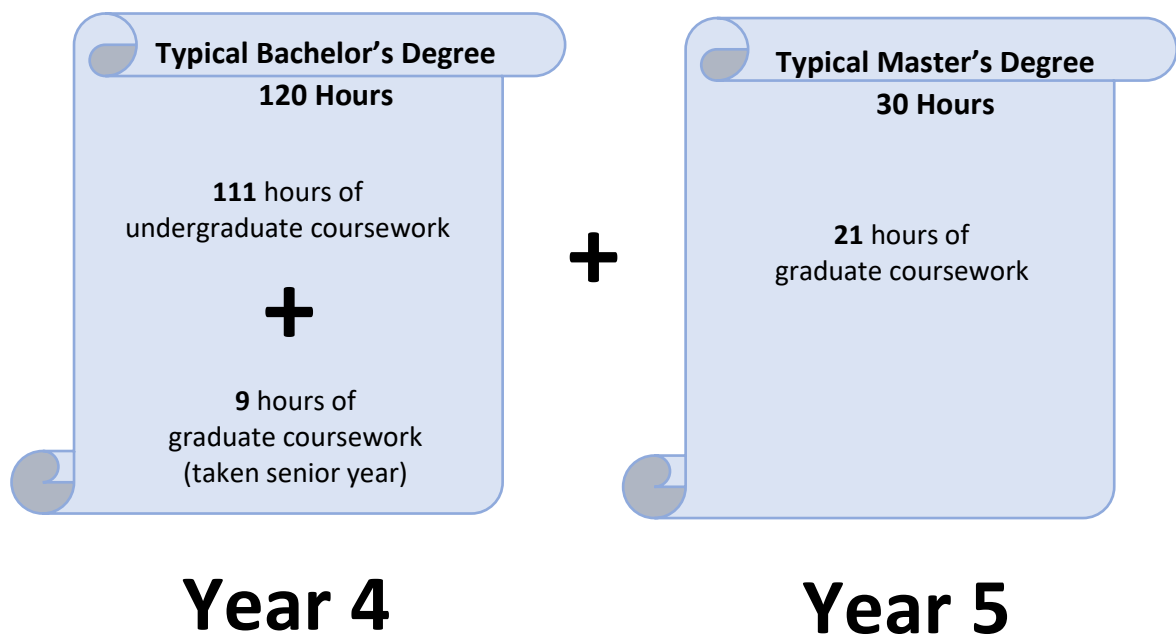 Typical Bachelor’s Degree
120 Hours
111 hours of
undergraduate coursework
+
9 hours of
graduate coursework
(taken senior year)
+
Typical Master’s Degree
30 Hours
21 hours of
graduate coursework
Year 4
Year 5